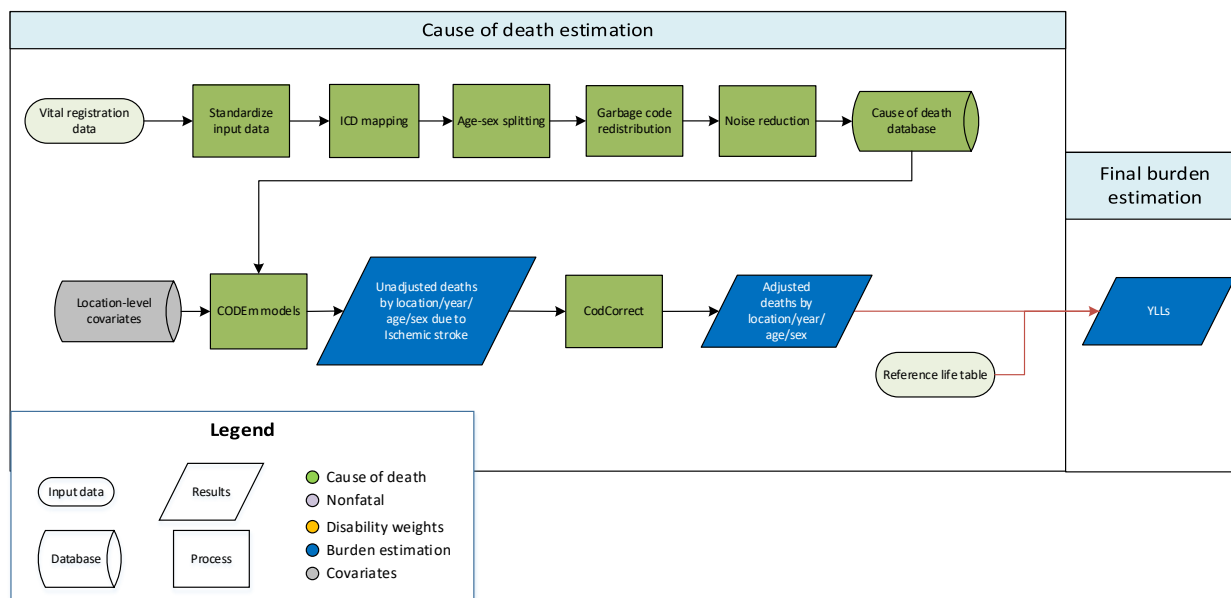 Cause of death estimation
Vital registration
data
Standardize
input data
ICD mapping
Age-sex splitting
Garbage code
redistribution
Noise reduction
Cause of death
database
Final burden
estimation
Location-level
covariates
CODEm models
Unadjusted deaths
by location/year/
age/sex due to
Ischemic stroke
CodCorrect
Adjusted
deaths by
location/year/
age/sex
YLLs
Reference life table
Legend
Input data
Results
Database
Process
Cause of death
Nonfatal
Disability weights
Burden estimation
Covariates